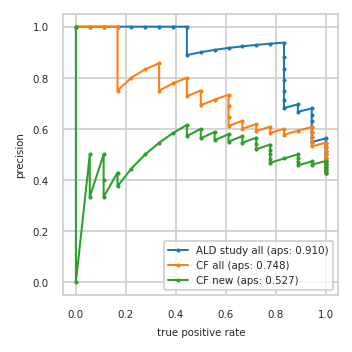 1.0
0.8
0.6
0.4
0.2
0.0
precision
ALD study all (aps: 0.910)
CF all (aps: 0.748)
CF new (aps: 0.527)
0.0 0.2 0.4 0.6 0.8 1.0
true positive rate